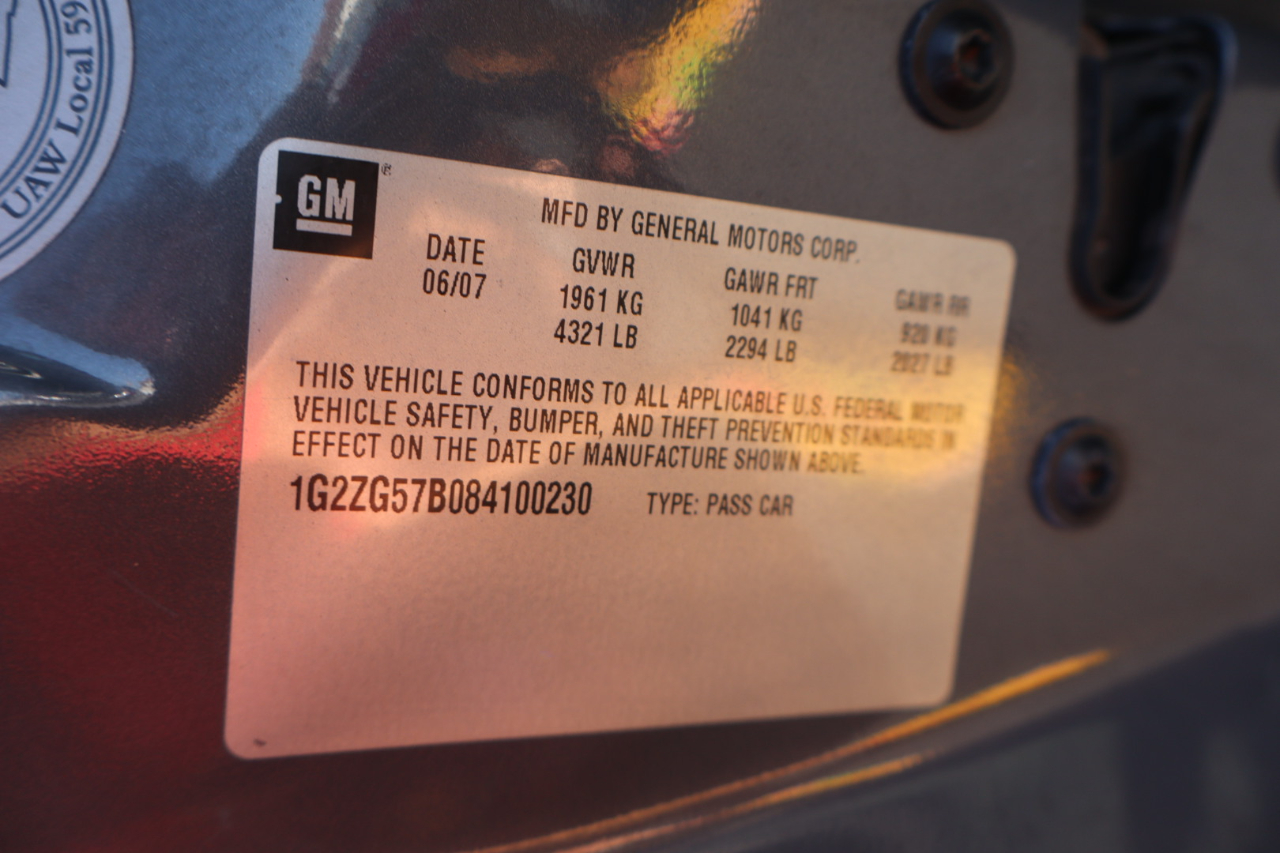 UAW Local 59
GM ®
MFD BY GENERAL MOTORS CORP.
DATE GVWR GAWR FRT GAWR RR
06/07 1961 KG 1041 KG 920 KG
4321 LB 2294 LB 2027 LB
THIS VEHICLE CONFORMS TO ALL APPLICABLE U.S. FEDERAL MOTOR
VEHICLE SAFETY, BUMPER, AND THEFT PREVENTION STANDARDS IN
EFFECT ON THE DATE OF MANUFACTURE SHOWN ABOVE.
1G2ZG57B084100230 TYPE: PASS CAR